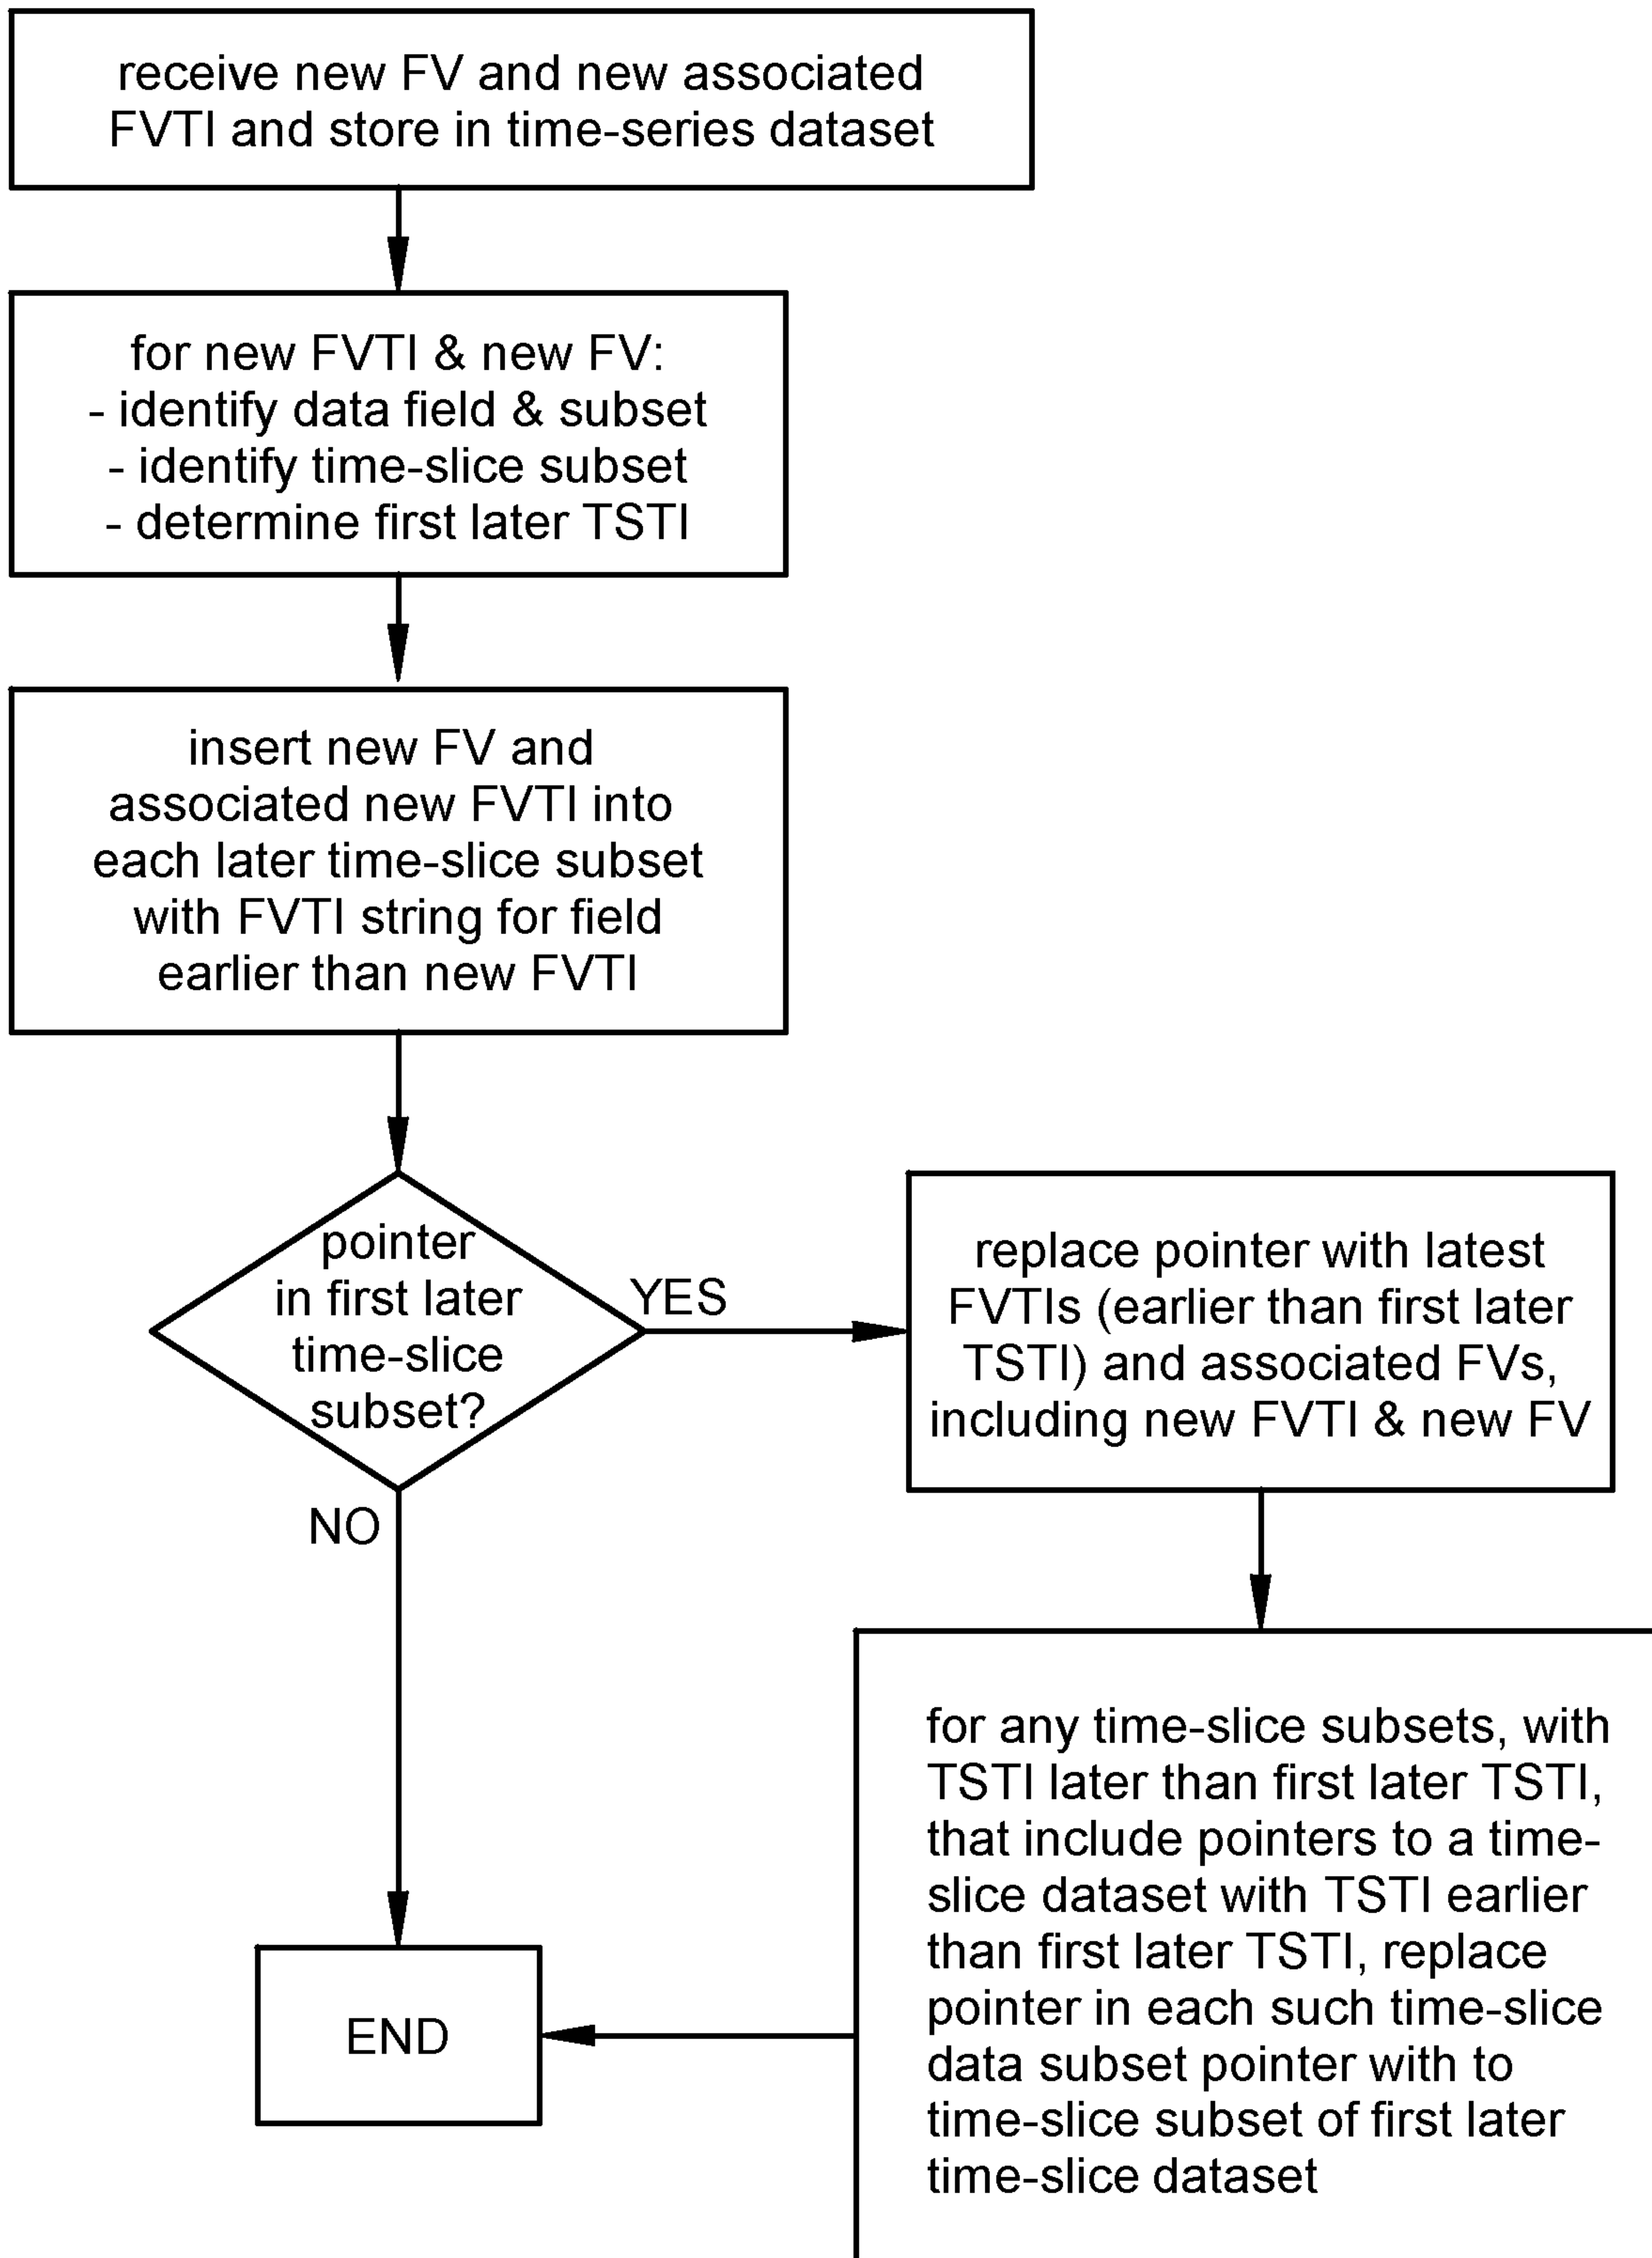 receive new FV and new associated
FVTI and store in time-series dataset
for new FVTI & new FV:
- identify data field & subset
- identify time-slice subset
- determine first later TSTI
insert new FV and
associated new FVTI into
each later time-slice subset
with FVTI string for field
earlier than new FVTI
pointer
in first later
time-slice
subset?
YES
NO
replace pointer with latest
FVTIs (earlier than first later
TSTI) and associated FVs,
including new FVTI & new FV
for any time-slice subsets, with
TSTI later than first later TSTI,
that include pointers to a time-
slice dataset with TSTI earlier
than first later TSTI, replace
pointer in each such time-slice
data subset pointer with to
time-slice subset of first later
time-slice dataset
END